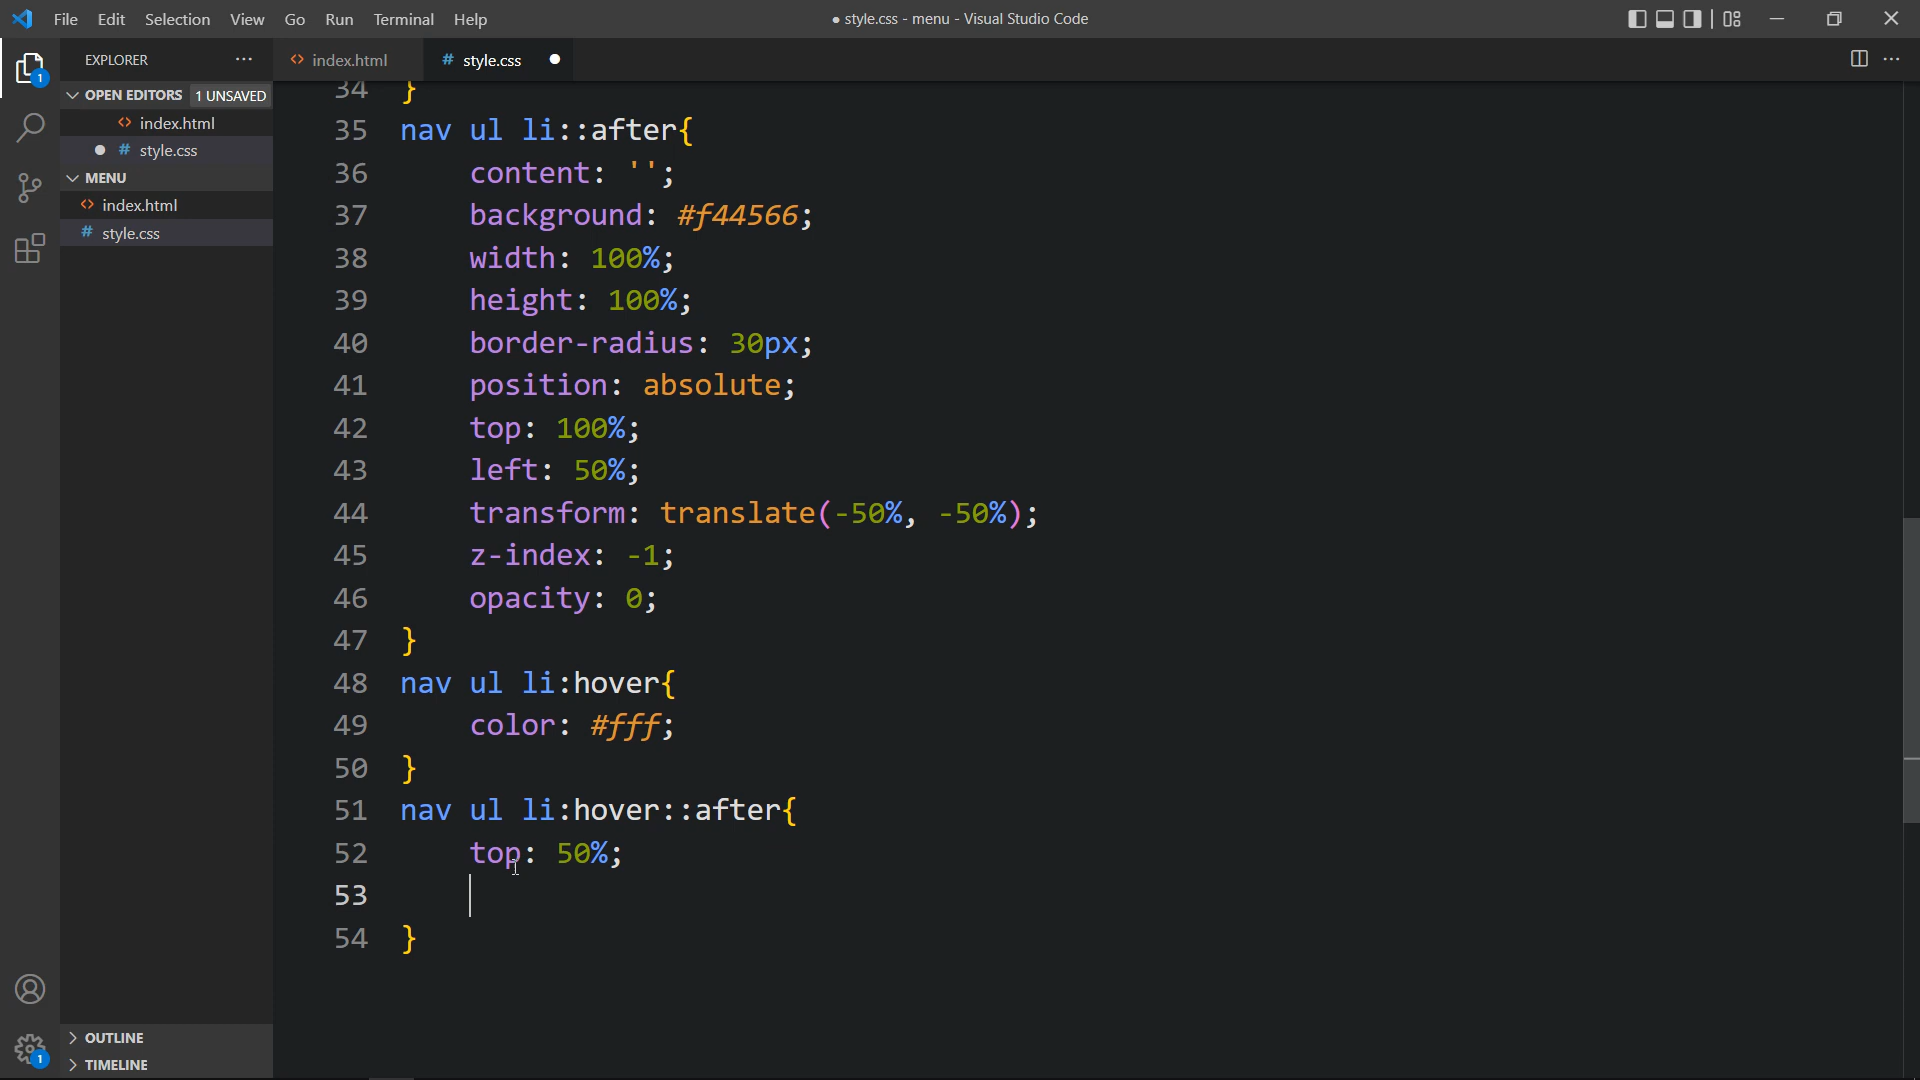 File Edit Selection View Go Run Terminal Help
● style.css - menu - Visual Studio Code
EXPLORER
OPEN EDITORS 1 UNSAVED
<> index.html
● # style.css
MENU
<> index.html
# style.css
OUTLINE
TIMELINE
1
1
<> index.html
# style.css ●
34 }
35 nav ul li::after{
36 content: '';
37 background: #f44566;
38 width: 100%;
39 height: 100%;
40 border-radius: 30px;
41 position: absolute;
42 top: 100%;
43 left: 50%;
44 transform: translate(-50%, -50%);
45 z-index: -1;
46 opacity: 0;
47 }
48 nav ul li:hover{
49 color: #fff;
50 }
51 nav ul li:hover::after{
52 top: 50%;
53
54 }